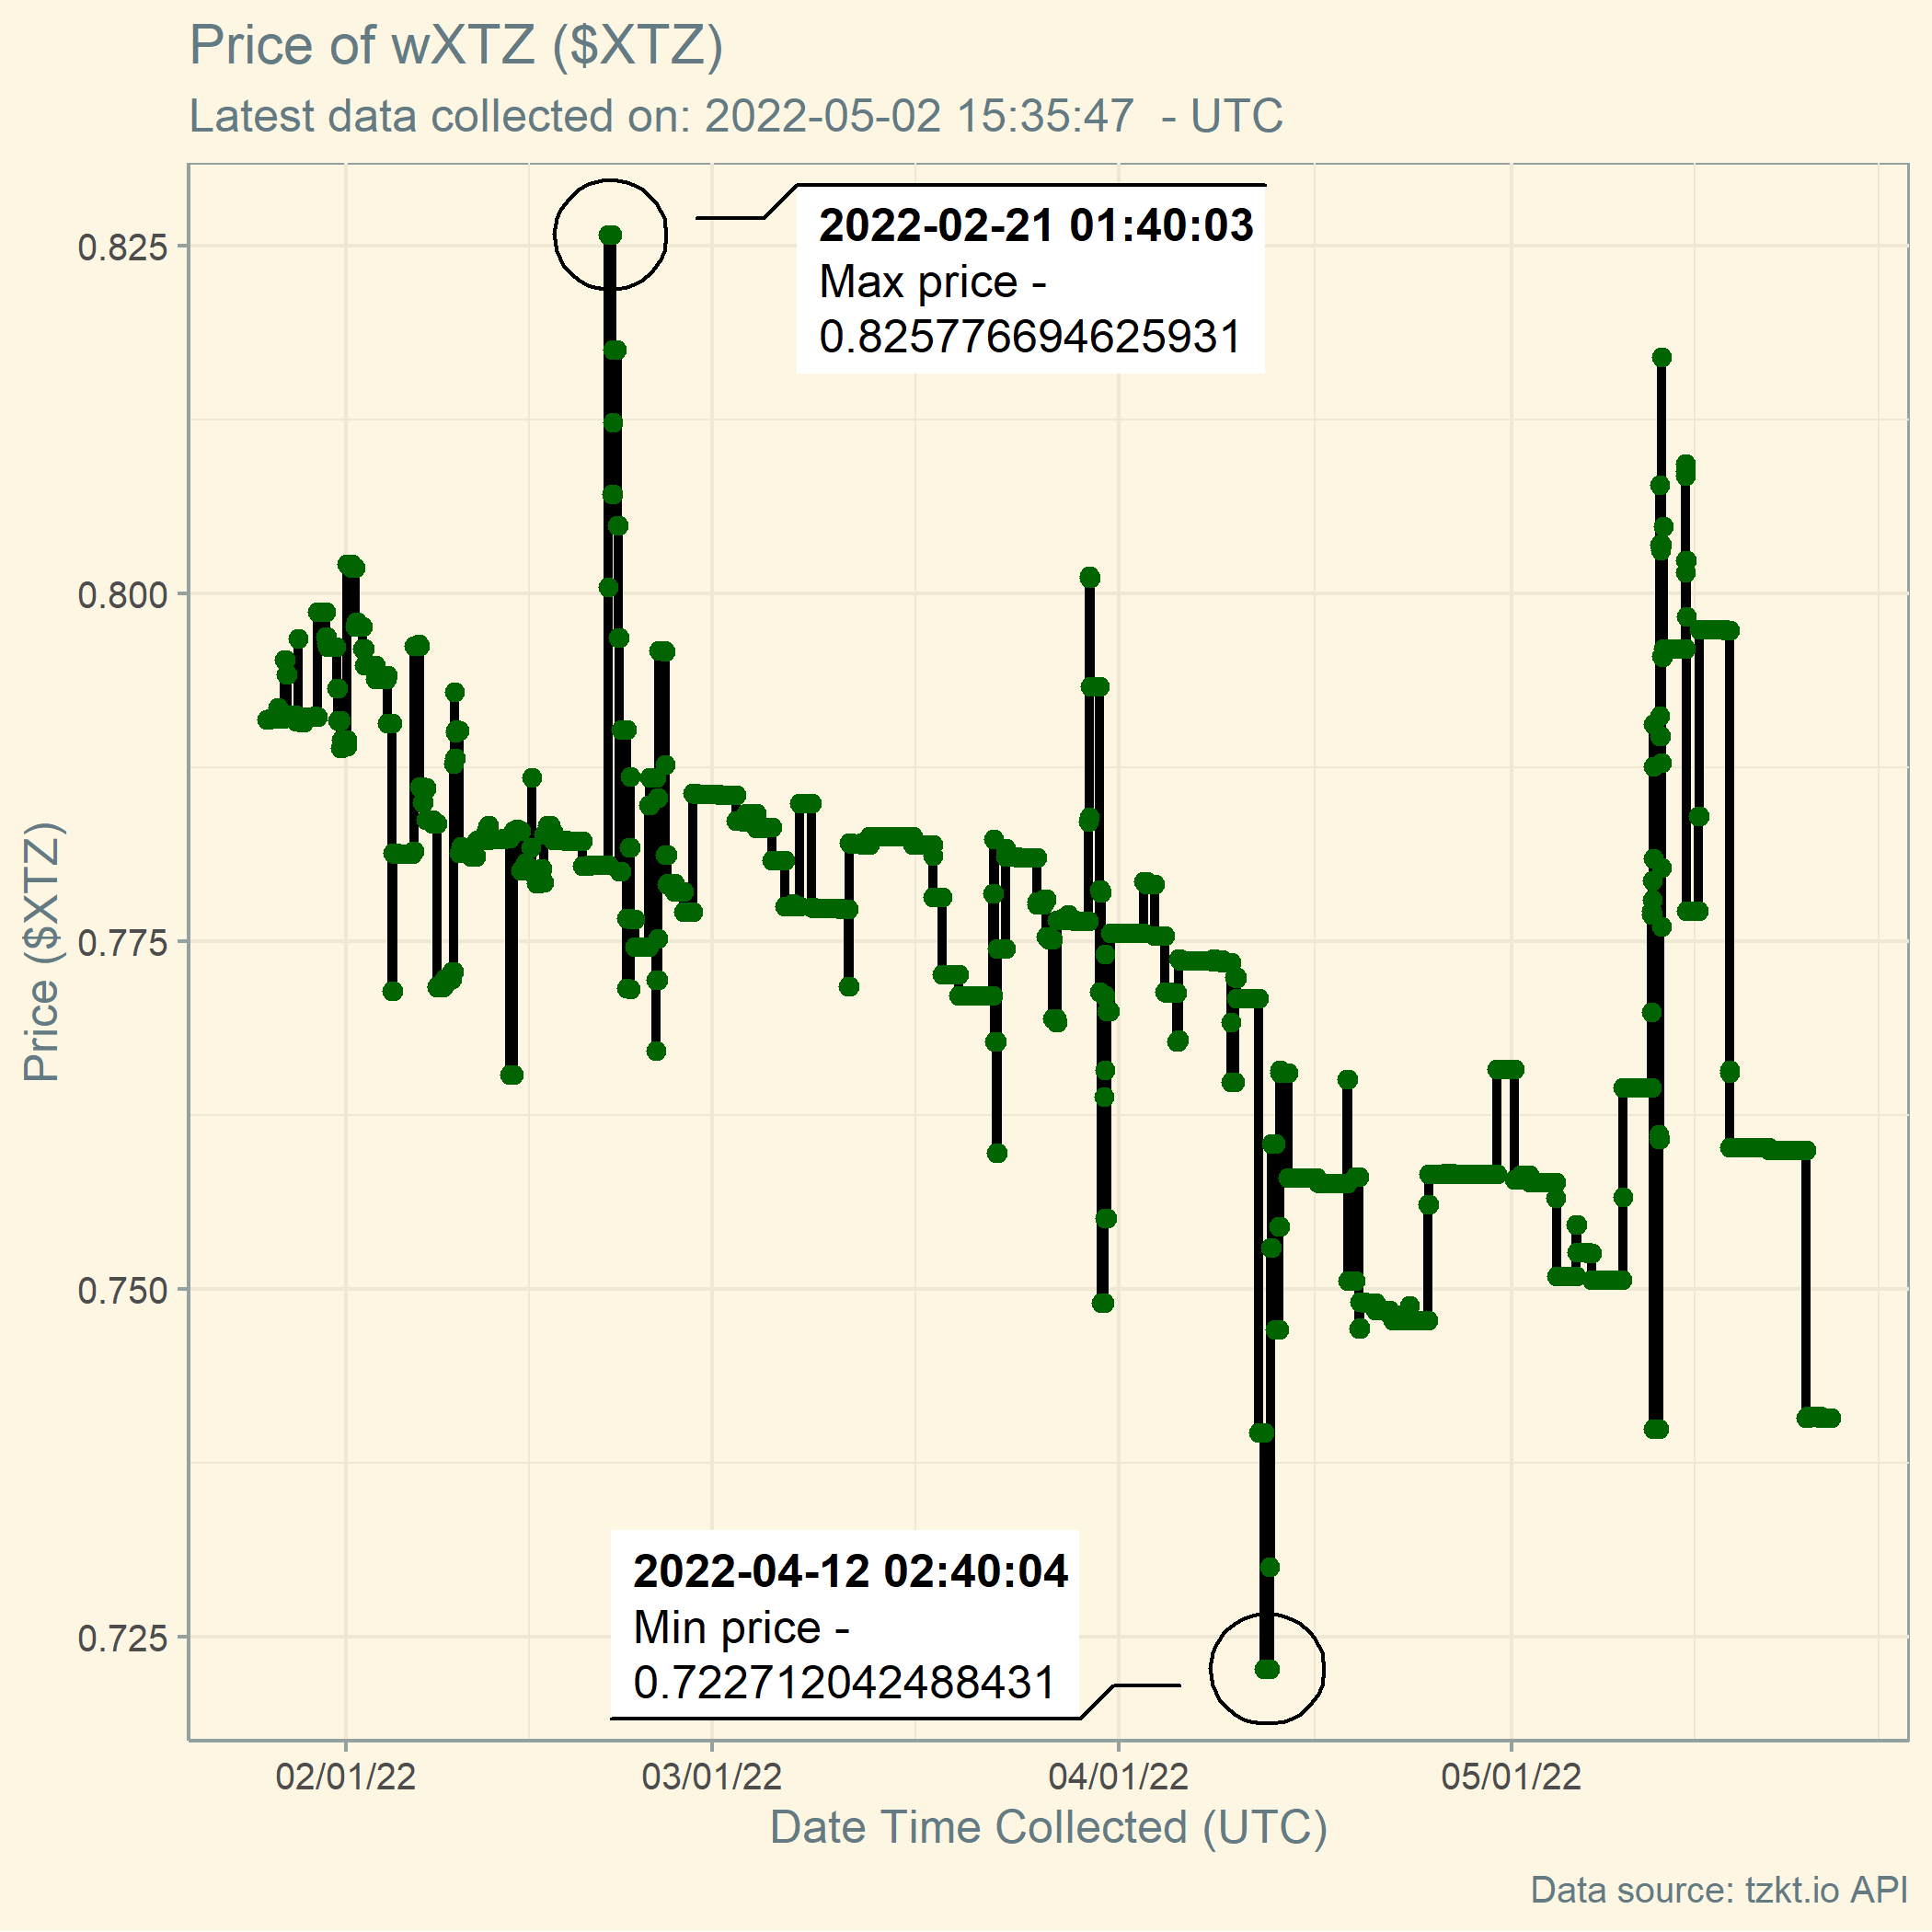 Price of wXTZ ($XTZ)
Latest data collected on: 2022-05-02 15:35:47  - UTC
2022-02-21 01:40:03
Max price -
0.825776694625931
0.825
0.800
0.775
0.750
0.725
Price ($XTZ)
2022-04-12 02:40:04
Min price -
0.722712042488431
02/01/22
03/01/22
04/01/22
05/01/22
Date Time Collected (UTC)
Data source: tzkt.io API